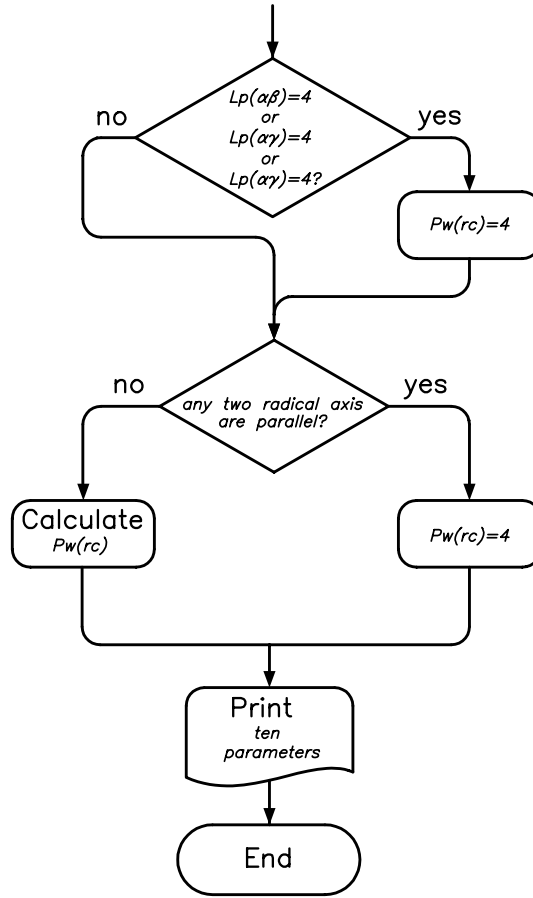 Lp(αβ)=4
or
Lp(αγ)=4
or
Lp(αγ)=4?
no
yes
Pw(rc)=4
any two radical axis
are parallel?
no
yes
Calculate
Pw(rc)
Pw(rc)=4
Print
ten
parameters
End